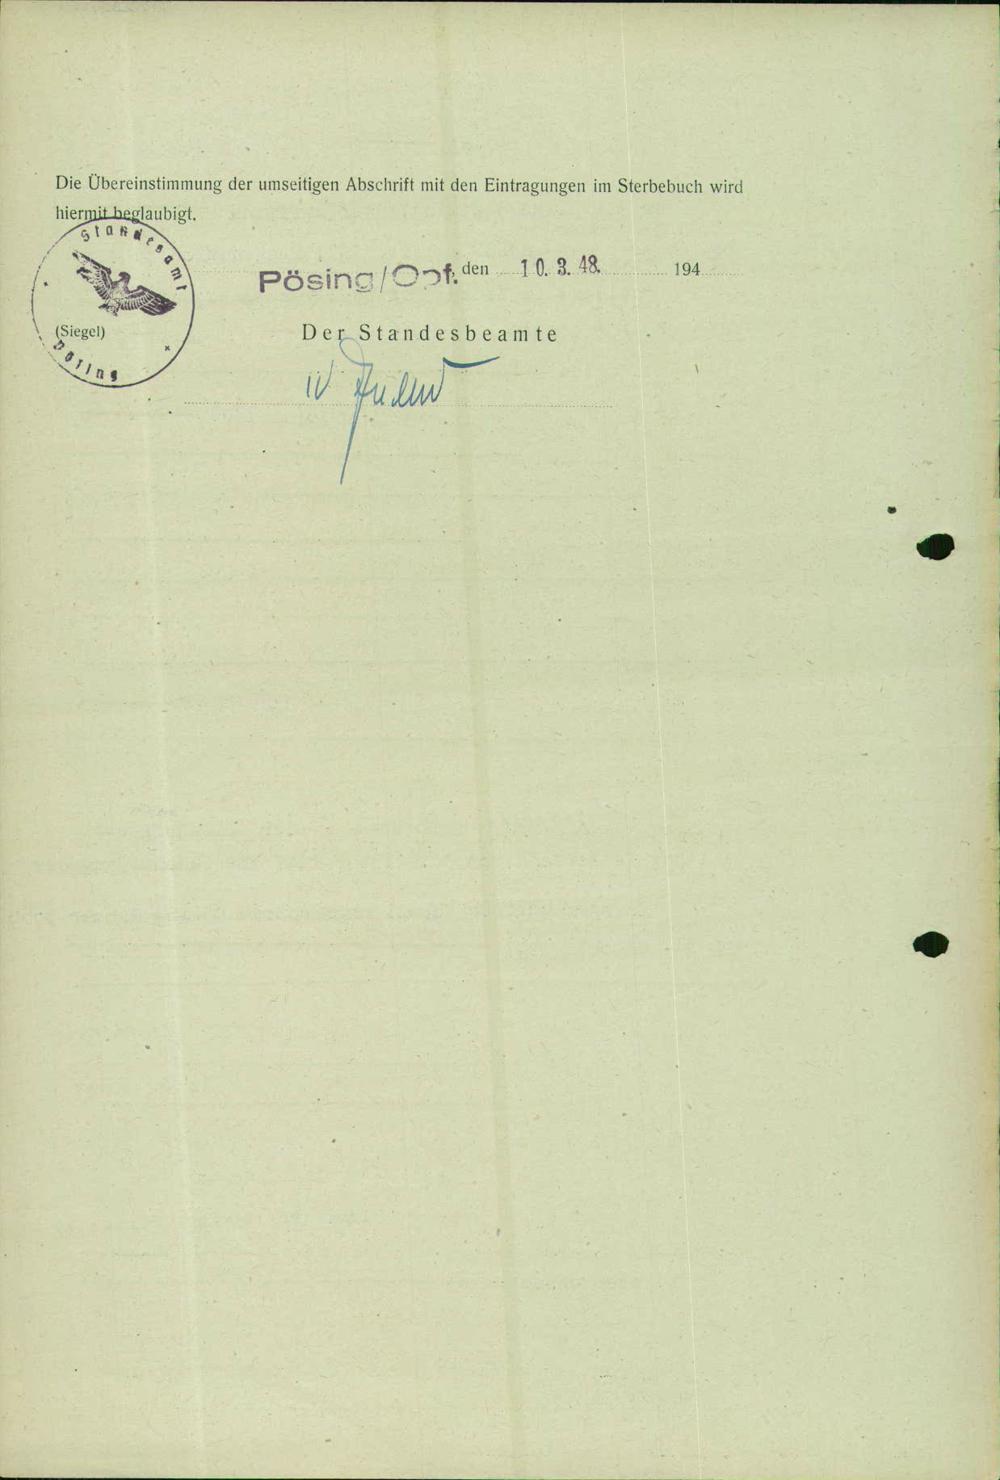 Die Übereinstimmung der umseitigen Abschrift mit den Eintragungen im Sterbebuch wird
hiermit beglaubigt.
Standesamt
Pösing/Opf. den 10. 3. 48. 194
(Siegel)
Der Standesbeamte
Pösing